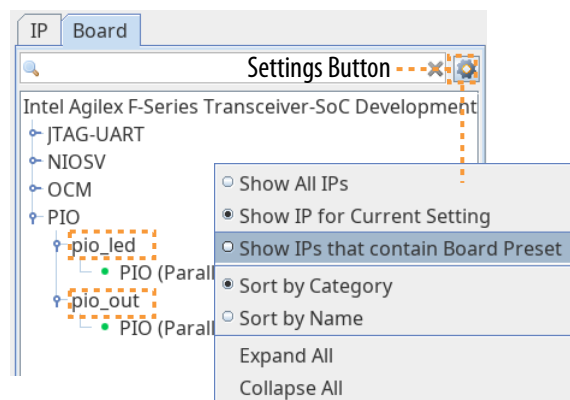 IP Board
Settings Button
Intel Agilex F-Series Transceiver-SoC Development
JTAG-UART
NIOSV
OCM
PIO
pio_led
PIO (Parall
pio_out
PIO (Parall
Show All IPs
Show IP for Current Setting
Show IPs that contain Board Preset
Sort by Category
Sort by Name
Expand All
Collapse All